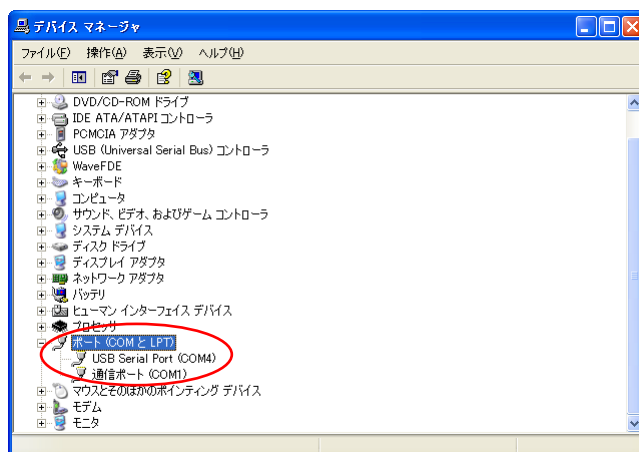 デバイス マネージャ
ファイル(F) 操作(A) 表示(V) ヘルプ(H)
DVD/CD-ROM ドライブ
IDE ATA/ATAPI コントローラ
PCMCIA アダプタ
USB (Universal Serial Bus) コントローラ
WaveFDE
キーボード
コンピュータ
サウンド、ビデオ、およびゲーム コントローラ
システム デバイス
ディスク ドライブ
ディスプレイ アダプタ
ネットワーク アダプタ
バッテリ
ヒューマン インターフェイス デバイス
プロセッサ
ポート (COM と LPT)
USB Serial Port (COM4)
通信ポート (COM1)
マウスとそのほかのポインティング デバイス
モデム
モニタ